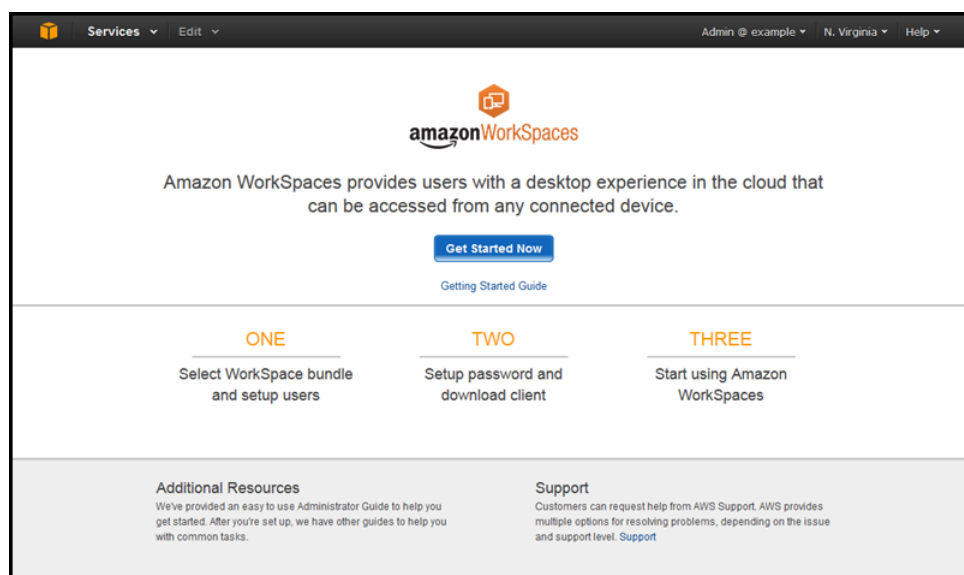 Services Edit Admin @ example N. Virginia Help
amazonWorkSpaces
Amazon WorkSpaces provides users with a desktop experience in the cloud that
can be accessed from any connected device.
Get Started Now
Getting Started Guide
ONE
Select WorkSpace bundle
and setup users
TWO
Setup password and
download client
THREE
Start using Amazon
WorkSpaces
Additional Resources
We've provided an easy to use Administrator Guide to help you
get started. After you're set up, we have other guides to help you
with common tasks.
Support
Customers can request help from AWS Support. AWS provides
multiple options for resolving problems, depending on the issue
and support level. Support